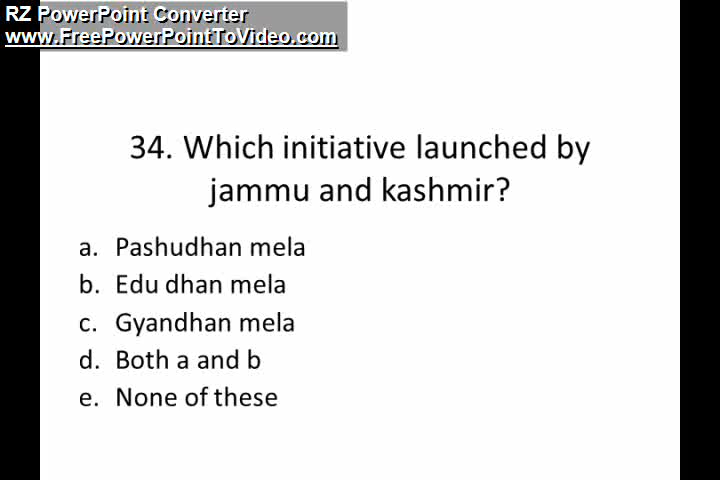 RZ PowerPoint Converter
www.FreePowerPointToVideo.com
34. Which initiative launched by
jammu and kashmir?
a. Pashudhan mela
b. Edu dhan mela
c. Gyandhan mela
d. Both a and b
e. None of these